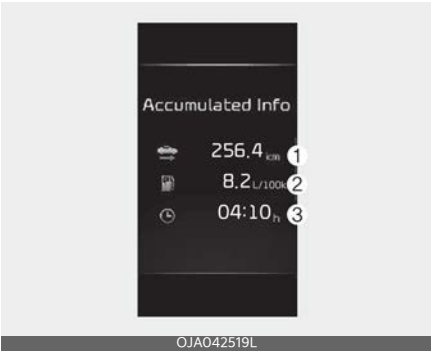 Accumulated Info
256.4 km 1
8.2 L/100k 2
04:10 h 3
OJA042519L